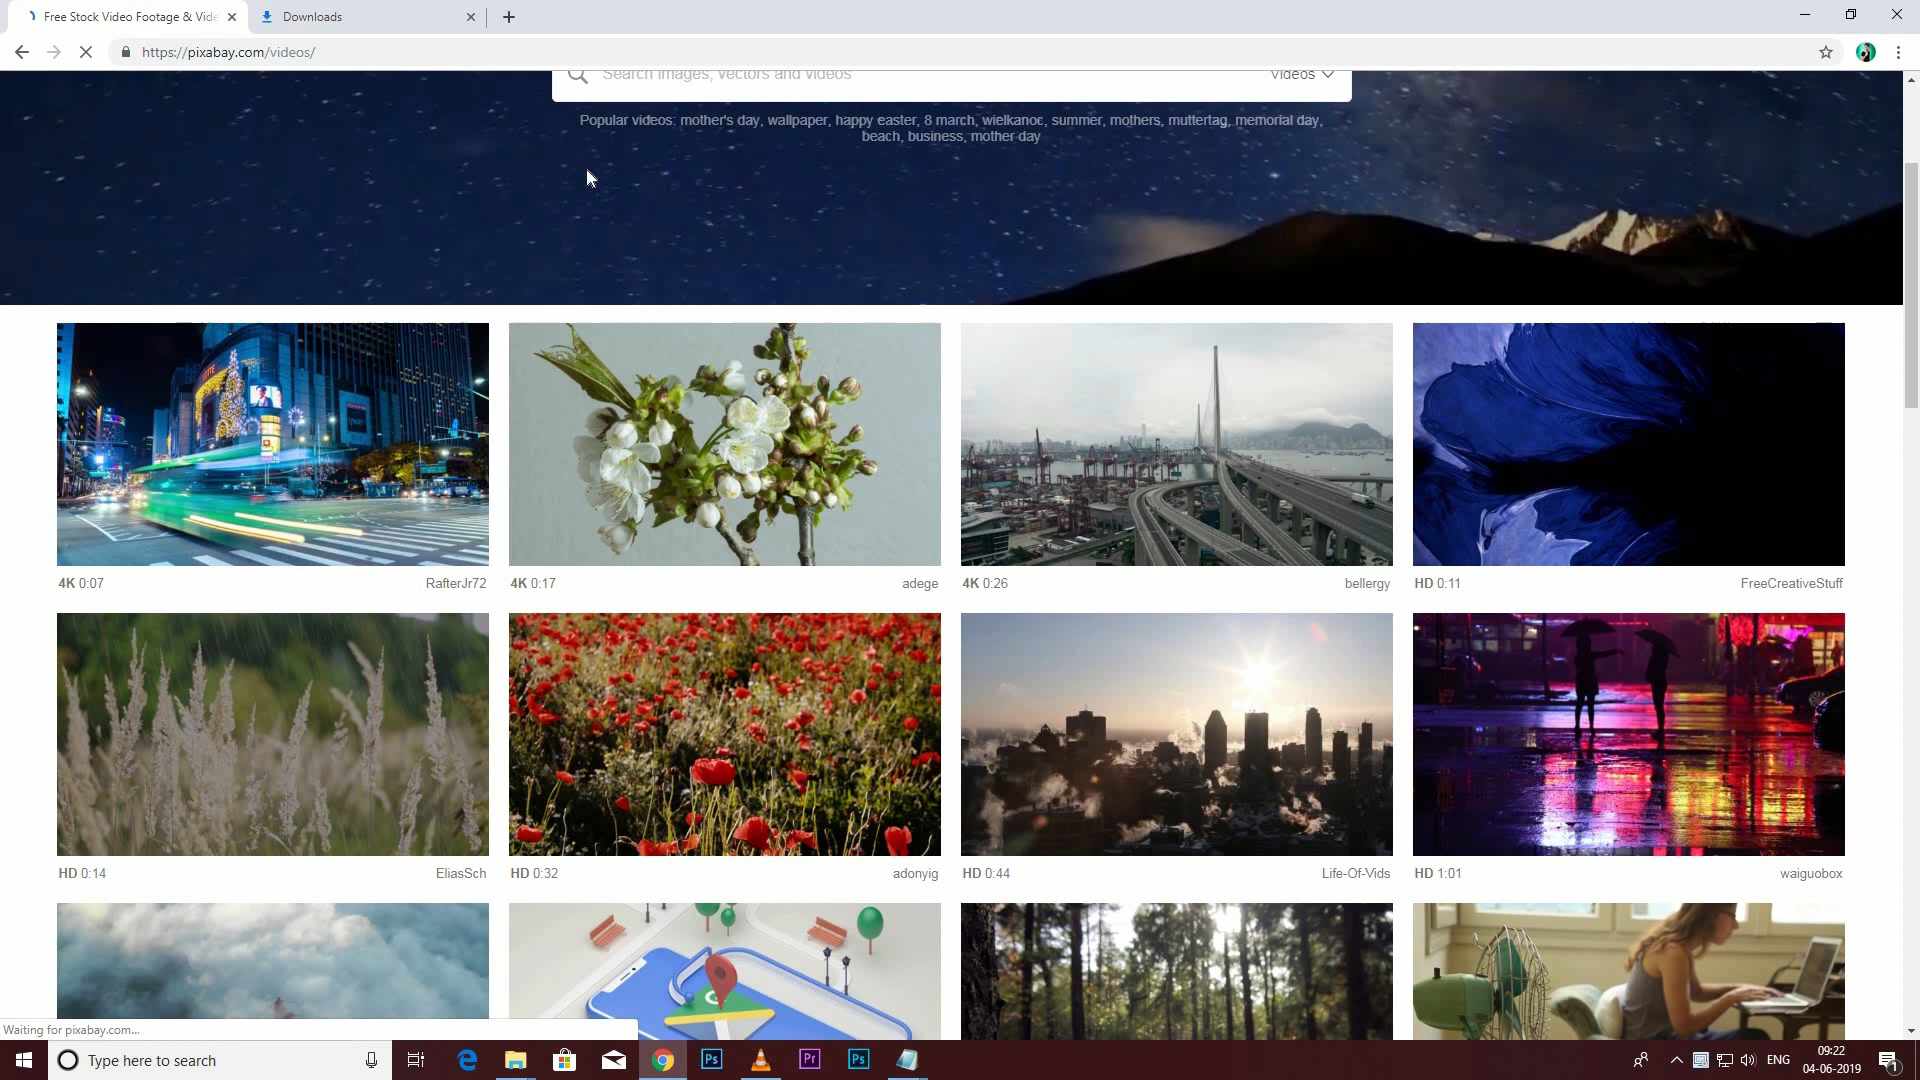 Free Stock Video Footage & Vide
Downloads
https://pixabay.com/videos/
Search images, vectors and videos
Videos
Popular videos: mother's day, wallpaper, happy easter, 8 march, wielkanoc, summer, mothers, muttertag, memorial day,
beach, business, mother day
4K 0:07 RafterJr72
4K 0:17 adege
4K 0:26 bellergy
HD 0:11 FreeCreativeStuff
HD 0:14 EliasSch
HD 0:32 adonyig
HD 0:44 Life-Of-Vids
HD 1:01 waiguobox
G
Waiting for pixabay.com...
Type here to search
Ps
Pr
Ps
ENG
09:22
04-06-2019
1